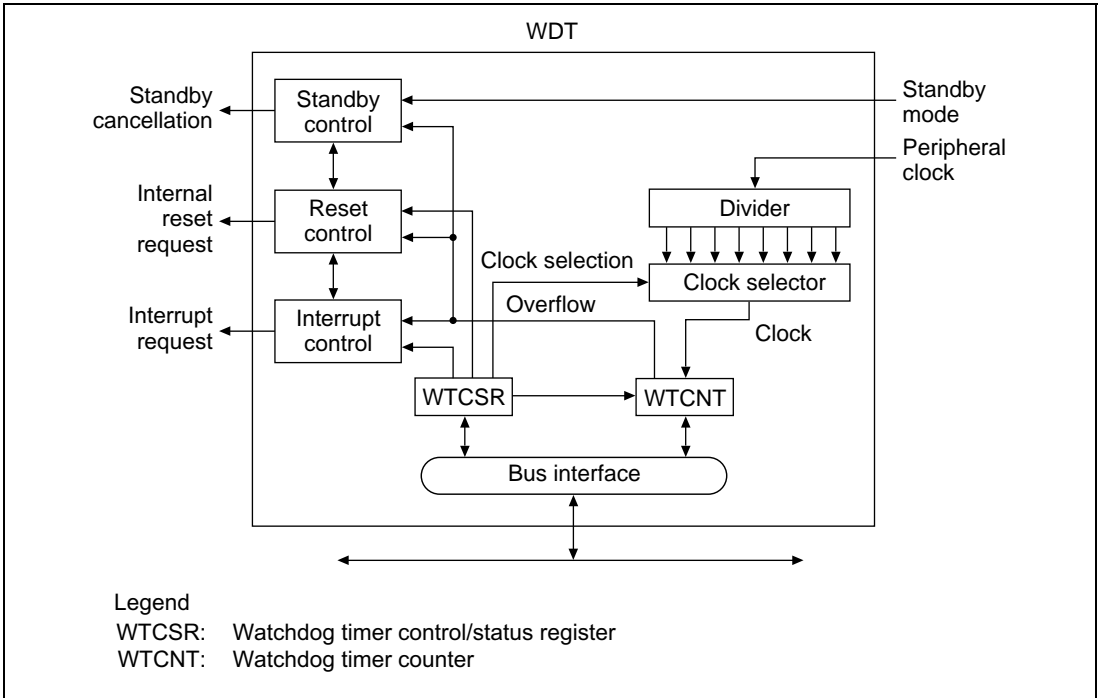 WDT
Standby
cancellation
Standby
control
Standby
mode
Peripheral
clock
Internal
reset
request
Reset
control
Divider
Clock selection
Clock selector
Interrupt
request
Interrupt
control
Overflow
Clock
WTCSR
WTCNT
Bus interface
Legend
WTCSR: Watchdog timer control/status register
WTCNT: Watchdog timer counter